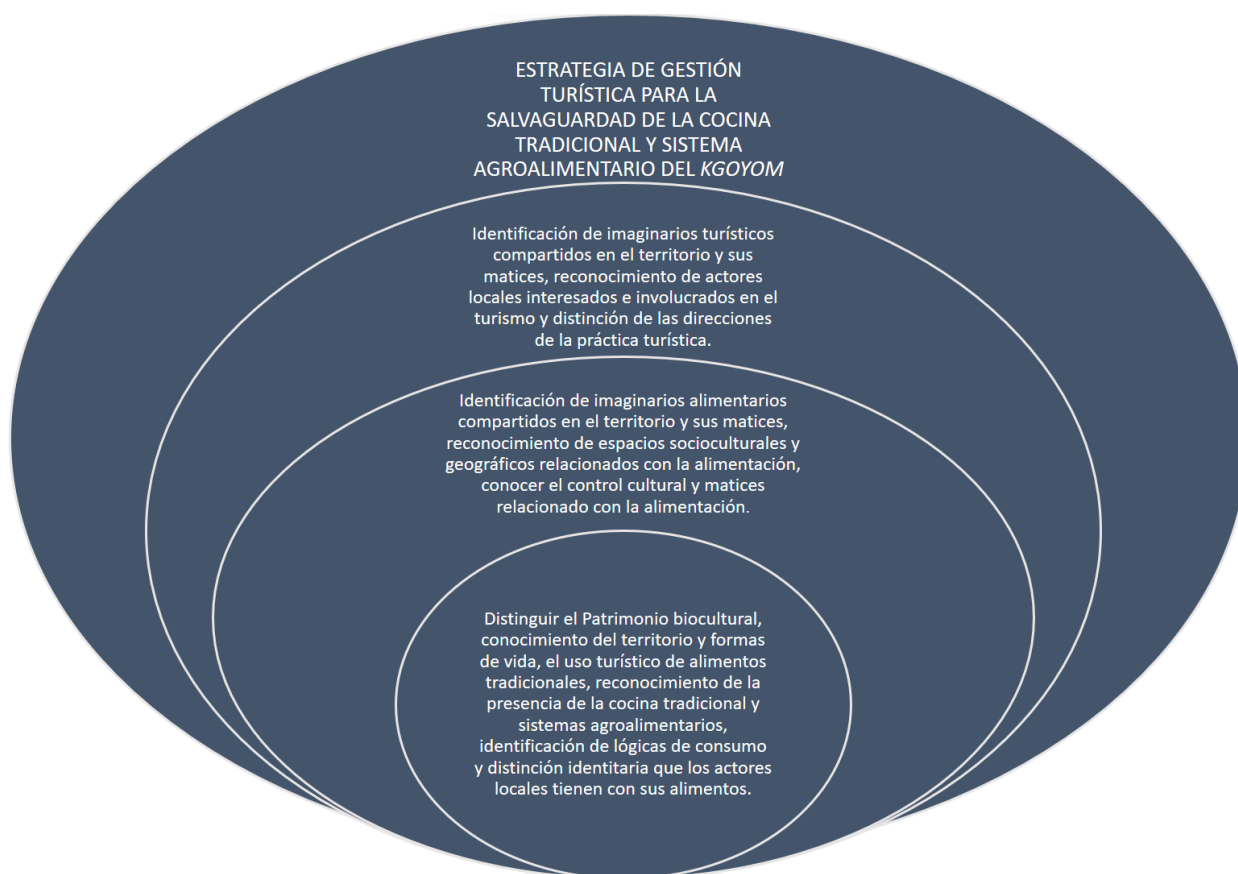 ESTRATEGIA DE GESTIÓN
TURÍSTICA PARA LA
SALVAGUARDAD DE LA COCINA
TRADICIONAL Y SISTEMA
AGROALIMENTARIO DEL KGOYOM
Identificación de imaginarios turísticos
compartidos en el territorio y sus
matices, reconocimiento de actores
locales interesados e involucrados en el
turismo y distinción de las direcciones
de la práctica turística.
Identificación de imaginarios alimentarios
compartidos en el territorio y sus matices,
reconocimiento de espacios socioculturales y
geográficos relacionados con la alimentación,
conocer el control cultural y matices
relacionado con la alimentación.
Distinguir el Patrimonio biocultural,
conocimiento del territorio y formas
de vida, el uso turístico de alimentos
tradicionales, reconocimiento de la
presencia de la cocina tradicional y
sistemas agroalimentarios,
identificación de lógicas de consumo
y distinción identitaria que los actores
locales tienen con sus alimentos.